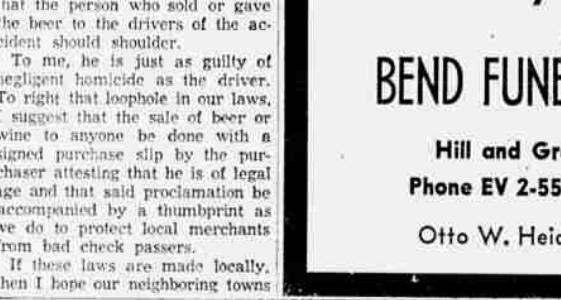 that the person who sold or gave
the beer to the drivers of the ac-
cident should shoulder.
To me, he is just as guilty of
negligent homicide as the driver.
To right that loophole in our laws,
I suggest that the sale of beer or
wine to anyone be done with a
signed purchase slip by the pur-
chaser attesting that he is of legal
age and that said proclamation be
accompanied by a thumbprint as
we do to protect local merchants
from bad check passers.
If these laws are made locally,
then I hope our neighboring towns
BEND FUNE
Hill and Gr
Phone EV 2-55
Otto W. Heid